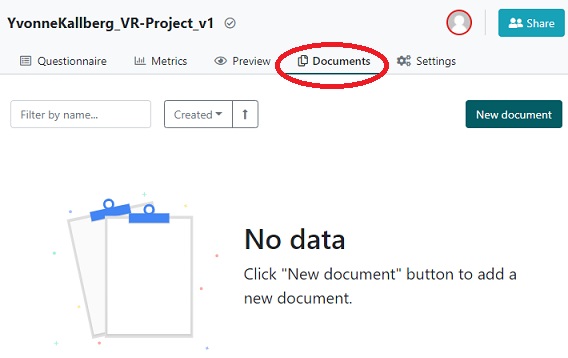 YvonneKallberg_VR-Project_v1
Share
Questionnaire Metrics Preview Documents Settings
Filter by name... Created New document
No data
Click "New document" button to add a
new document.